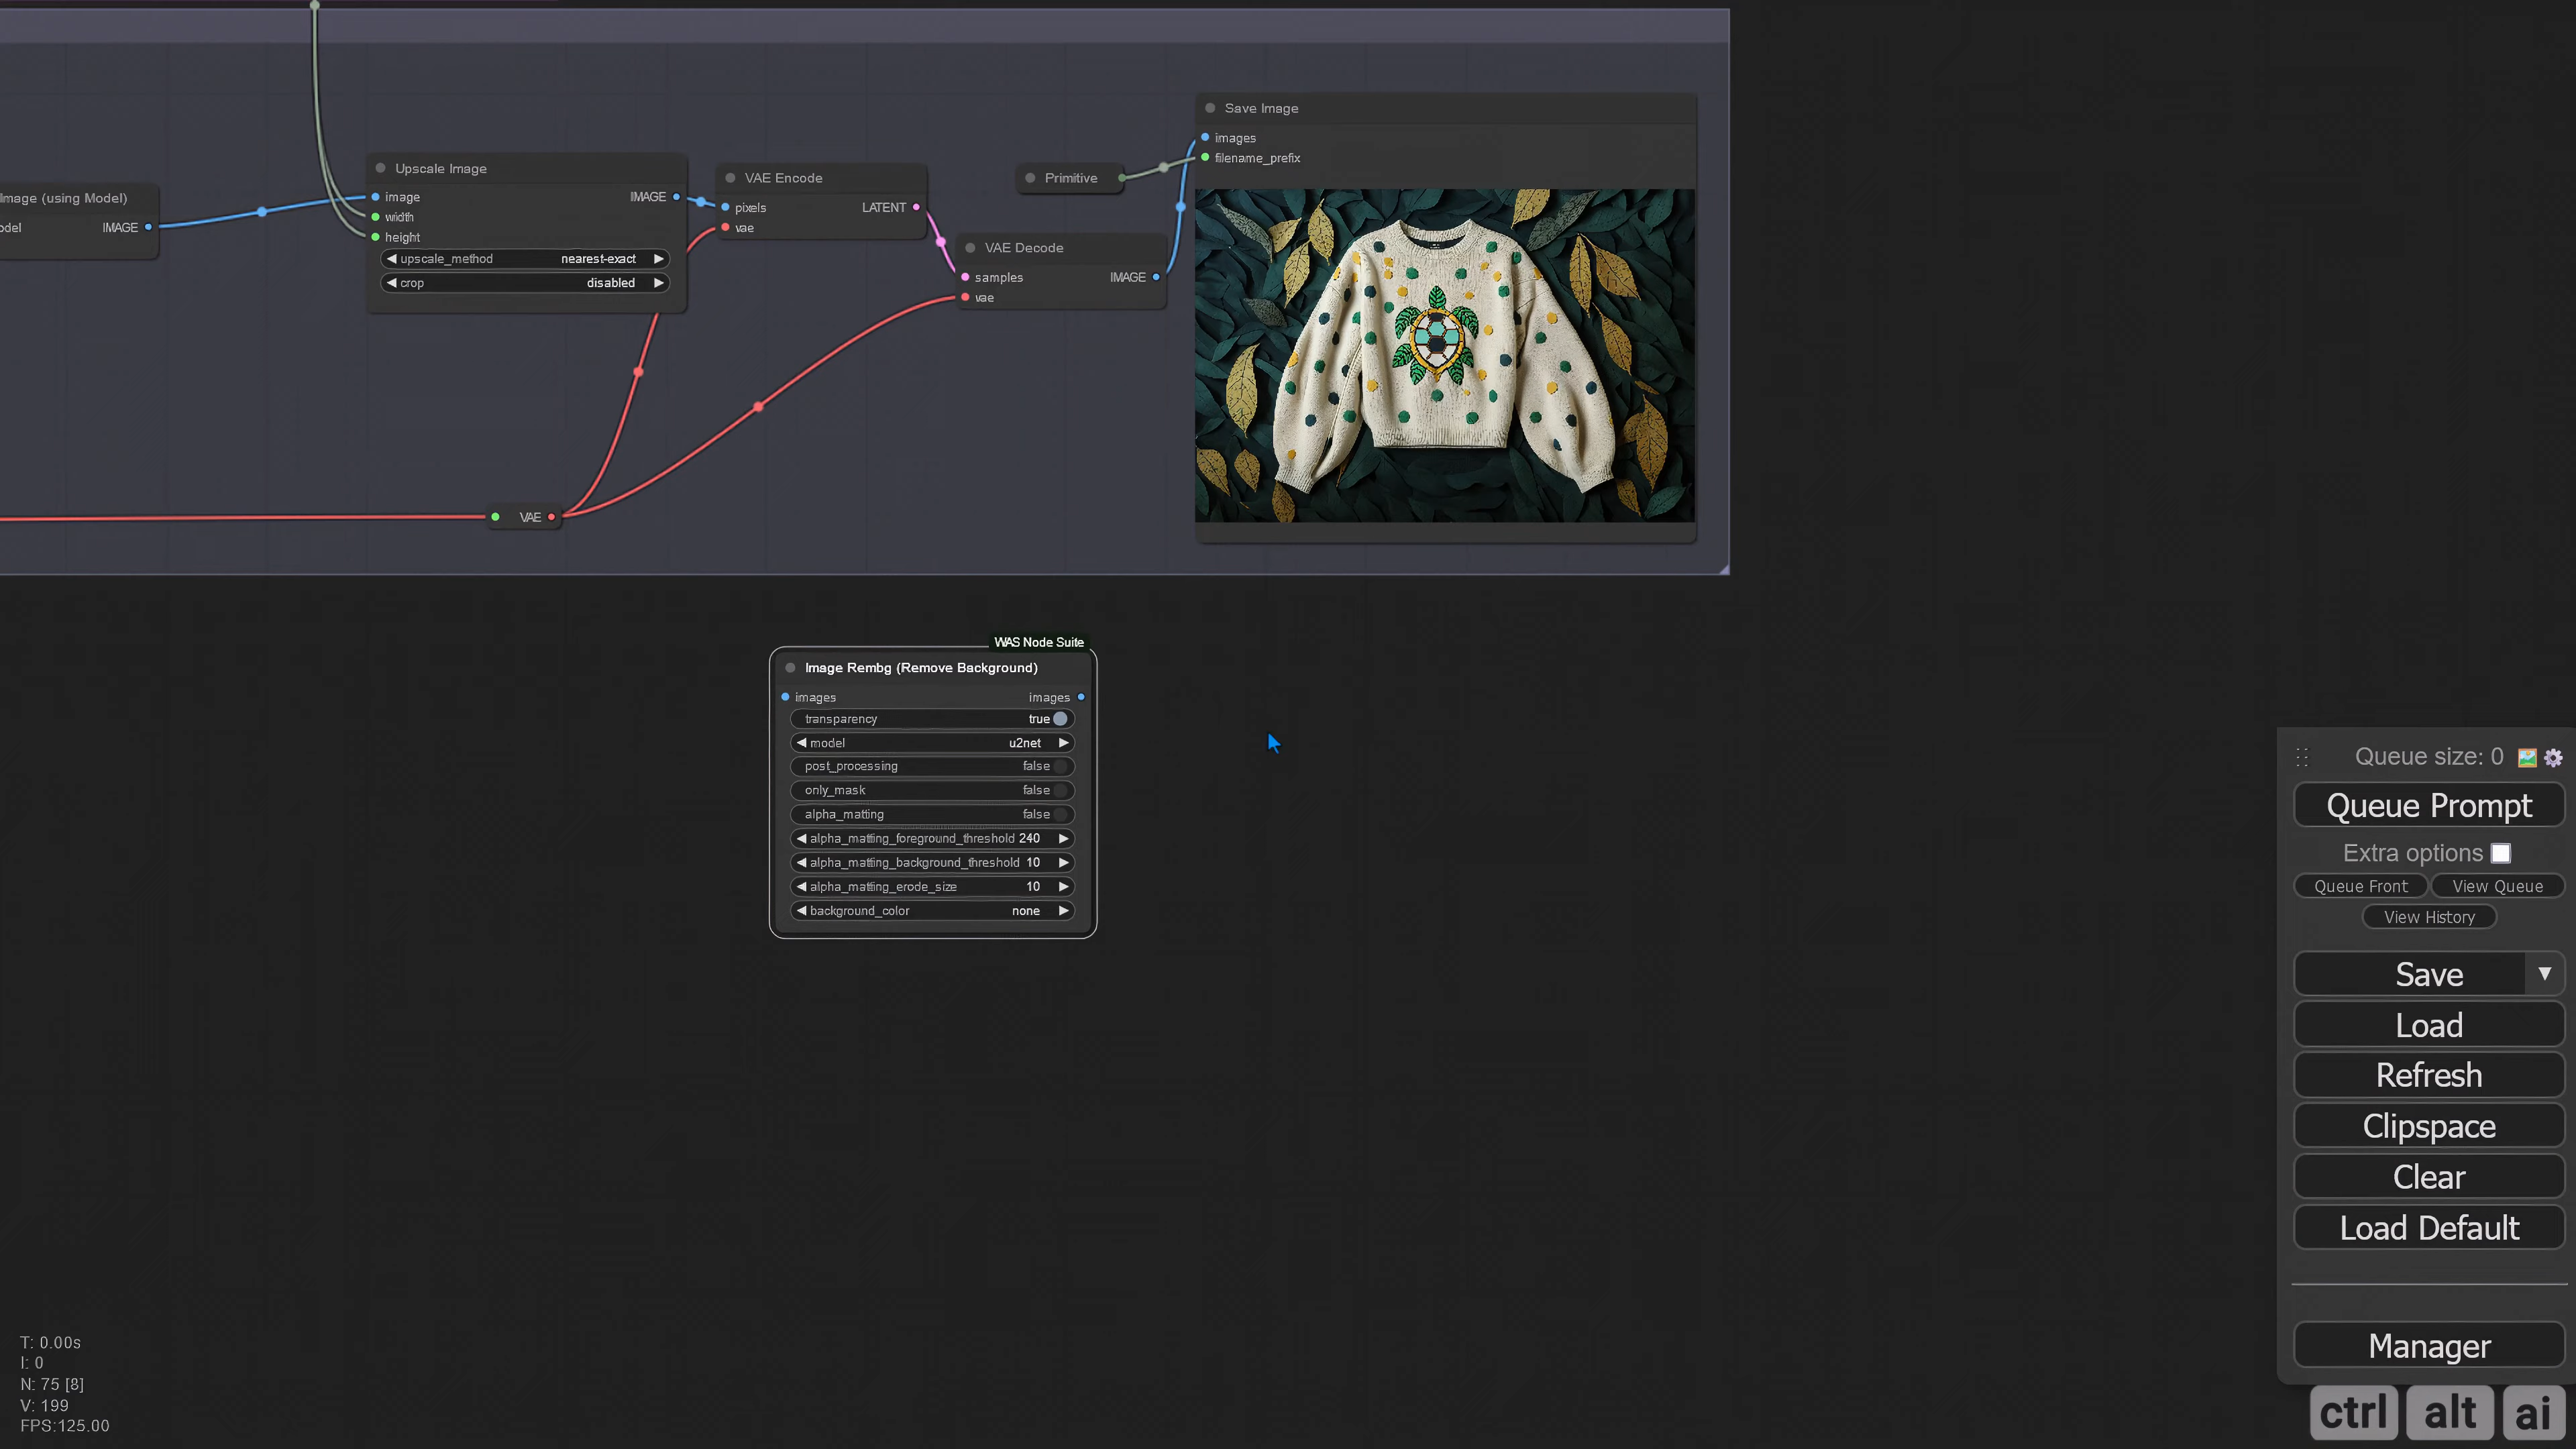 Save Image
images
filename_prefix
Upscale Image
image
IMAGE
width
height
upscale_method
nearest-exact
crop
disabled
VAE Encode
pixels
LATENT
vae
Primitive
VAE Decode
samples
IMAGE
vae
Image (using Model)
odel
IMAGE
VAE
WAS Node Suite
Image Rembg (Remove Background)
images
images
transparency
true
model
u2net
post_processing
false
only_mask
false
alpha_matting
false
alpha_matting_foreground_threshold 240
alpha_matting_background_threshold 10
alpha_matting_erode_size
10
background_color
none
Queue size: 0
Queue Prompt
Extra options
Queue Front
View Queue
View History
Save
Load
Refresh
Clipspace
Clear
Load Default
Manager
T: 0.00s
I: 0
N: 75 [8]
V: 199
FPS:125.00
ctrl alt ai